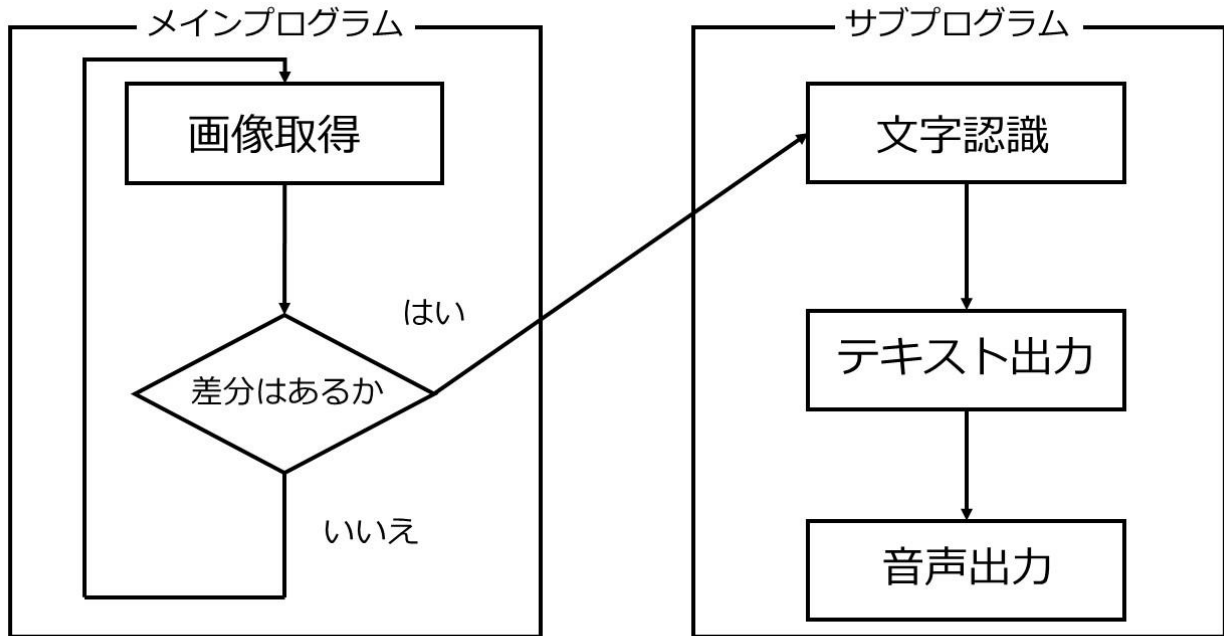 メインプログラム
画像取得
差分はあるか
はい
いいえ
サブプログラム
文字認識
テキスト出力
音声出力